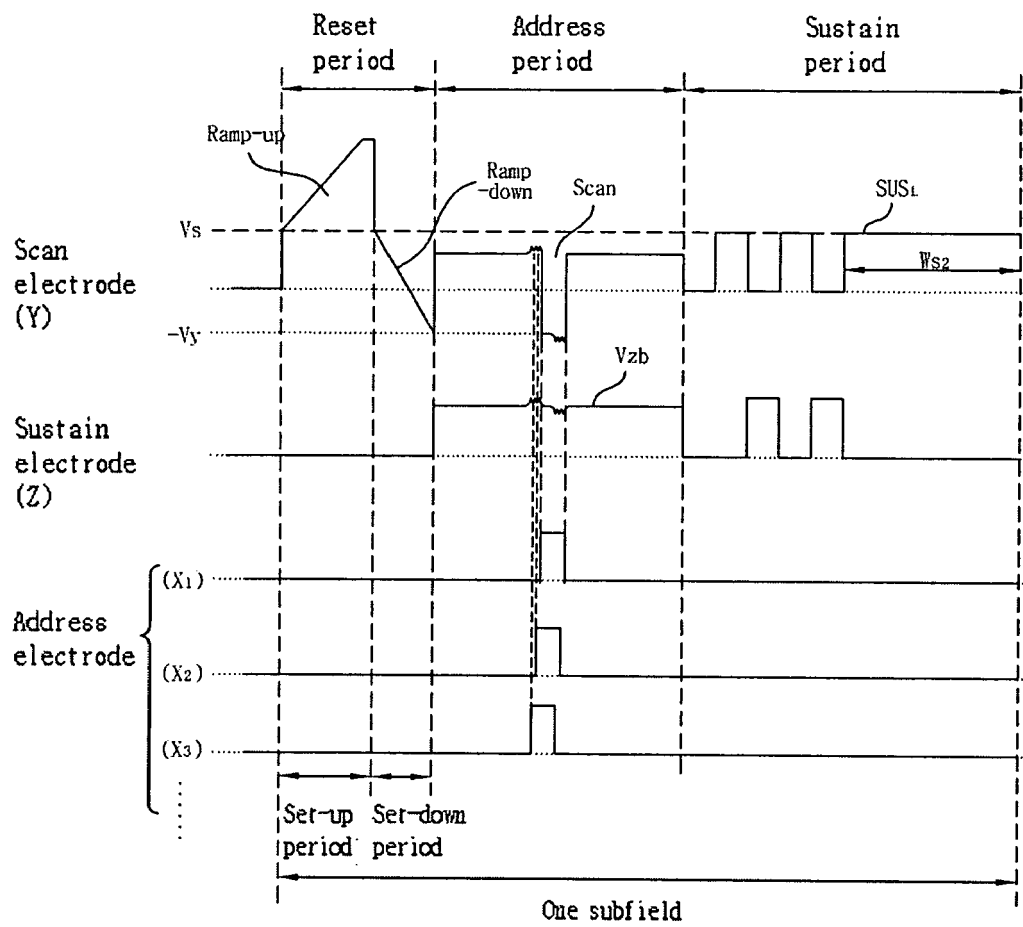 Reset
period
Address
period
Sustain
period
Ramp-up
Ramp
-down
Scan
SUSL
Vs
Scan
electrode
(Y)
Ws2
-Vy
Vzb
Sustain
electrode
(Z)
(X1)
Address
electrode
(X2)
(X3)
Set-up
period
Set-down
period
One subfield